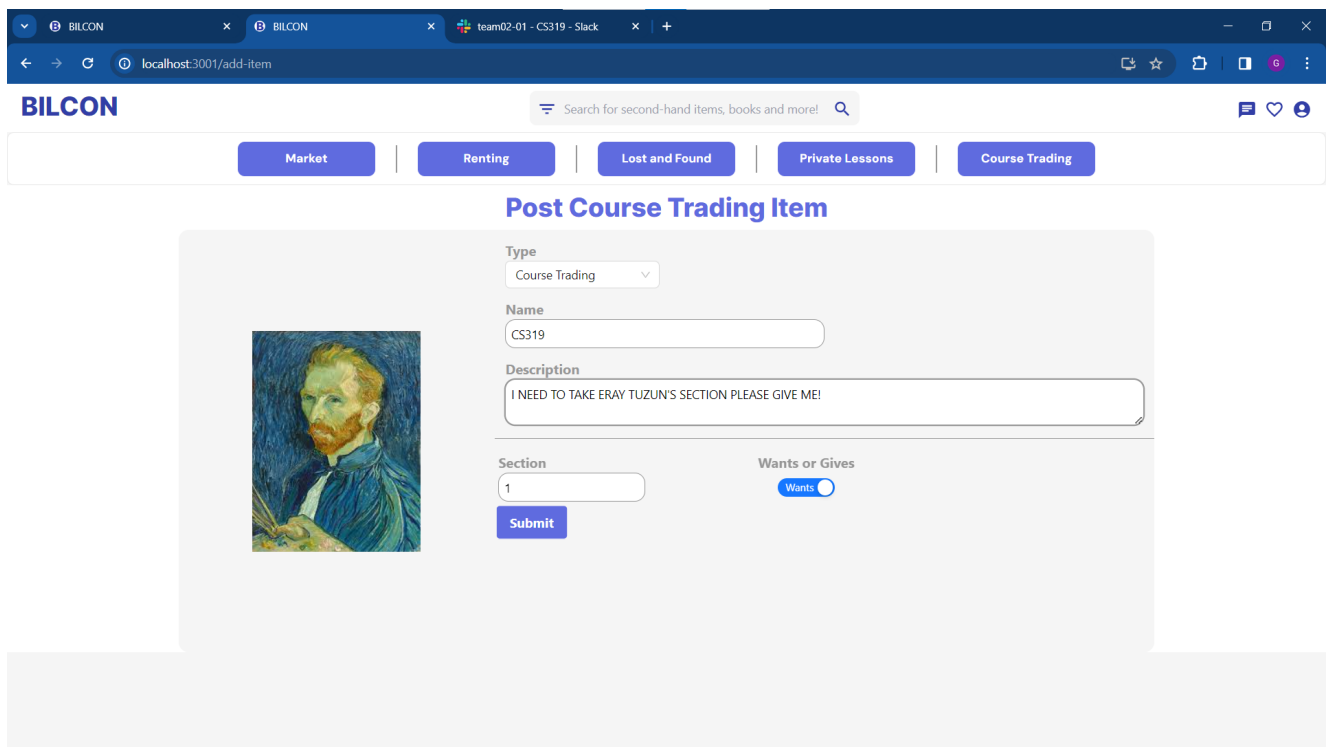 BILCON
BILCON
team02-01 - CS319 - Slack
localhost:3001/add-item
G
BILCON
Search for second-hand items, books and more!
Market
Renting
Lost and Found
Private Lessons
Course Trading
Post Course Trading Item
Type
Course Trading
Name
CS319
Description
I NEED TO TAKE ERAY TUZUN'S SECTION PLEASE GIVE ME!
Section
Wants or Gives
1
Wants
Submit